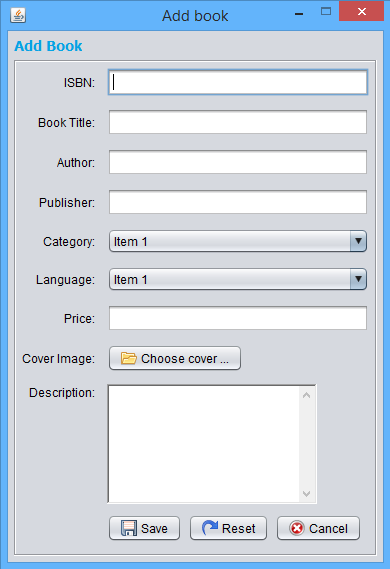 Add book
Add Book
ISBN:
Book Title:
Author:
Publisher:
Category: Item 1
Language: Item 1
Price:
Cover Image: Choose cover ...
Description:
Save Reset Cancel